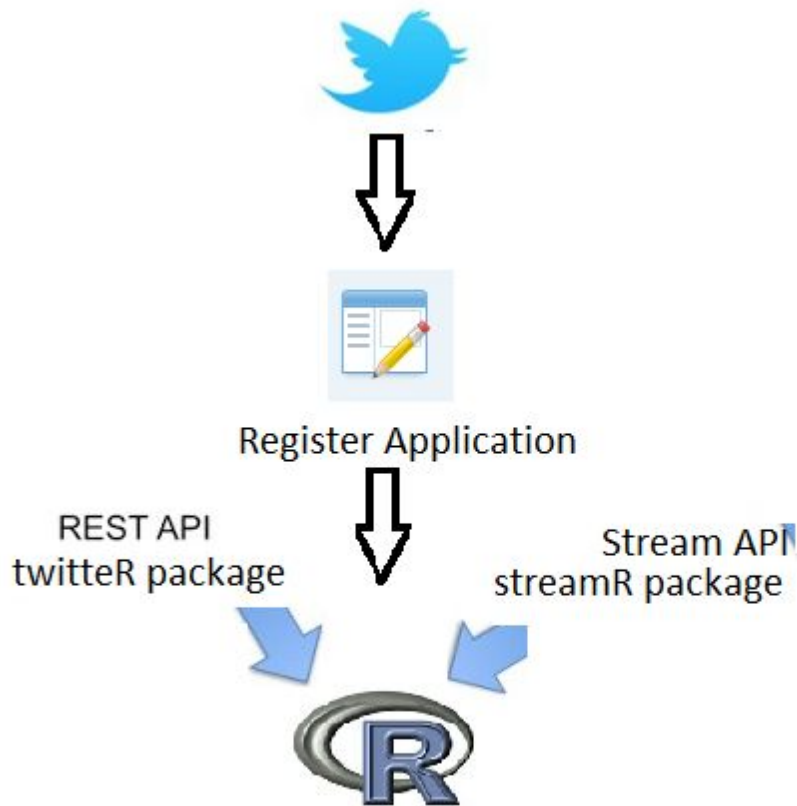 Register Application
REST API
twitteR package
Stream API
streamR package
R